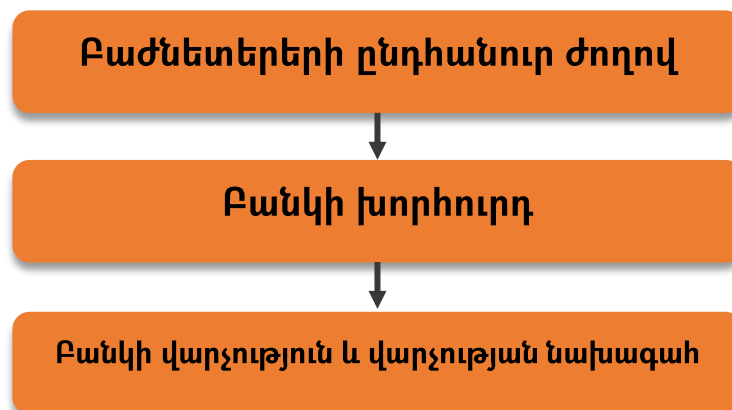 Բաժնետերերի ընդհանուր ժողով
Բանկի խորհուրդ
Բանկի վարչություն և վարչության նախագահ